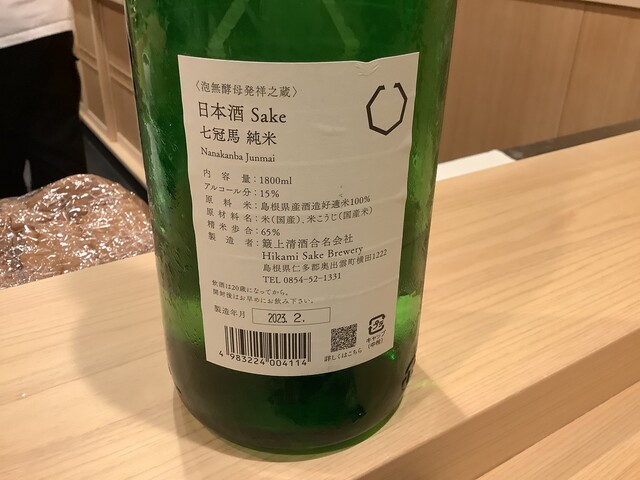 〈泡無酵母発祥之蔵〉
日本酒 Sake
七冠馬 純米
Nanakanba Junmai
内容量：1800ml
アルコール分：15%
原料米：島根県産酒造好適米100%
原材料名：米(国産)、米こうじ(国産米)
精米歩合：65%
製造者：簸上清酒合名会社
Hikami Sake Brewery
島根県仁多郡奥出雲町横田1222
TEL 0854-52-1331
飲酒は20歳になってから。
開封後はお早めにお飲み下さい。
製造年月 2023. 2.
4 983224 004114
詳しくはこちら
キャップ
(中栓)